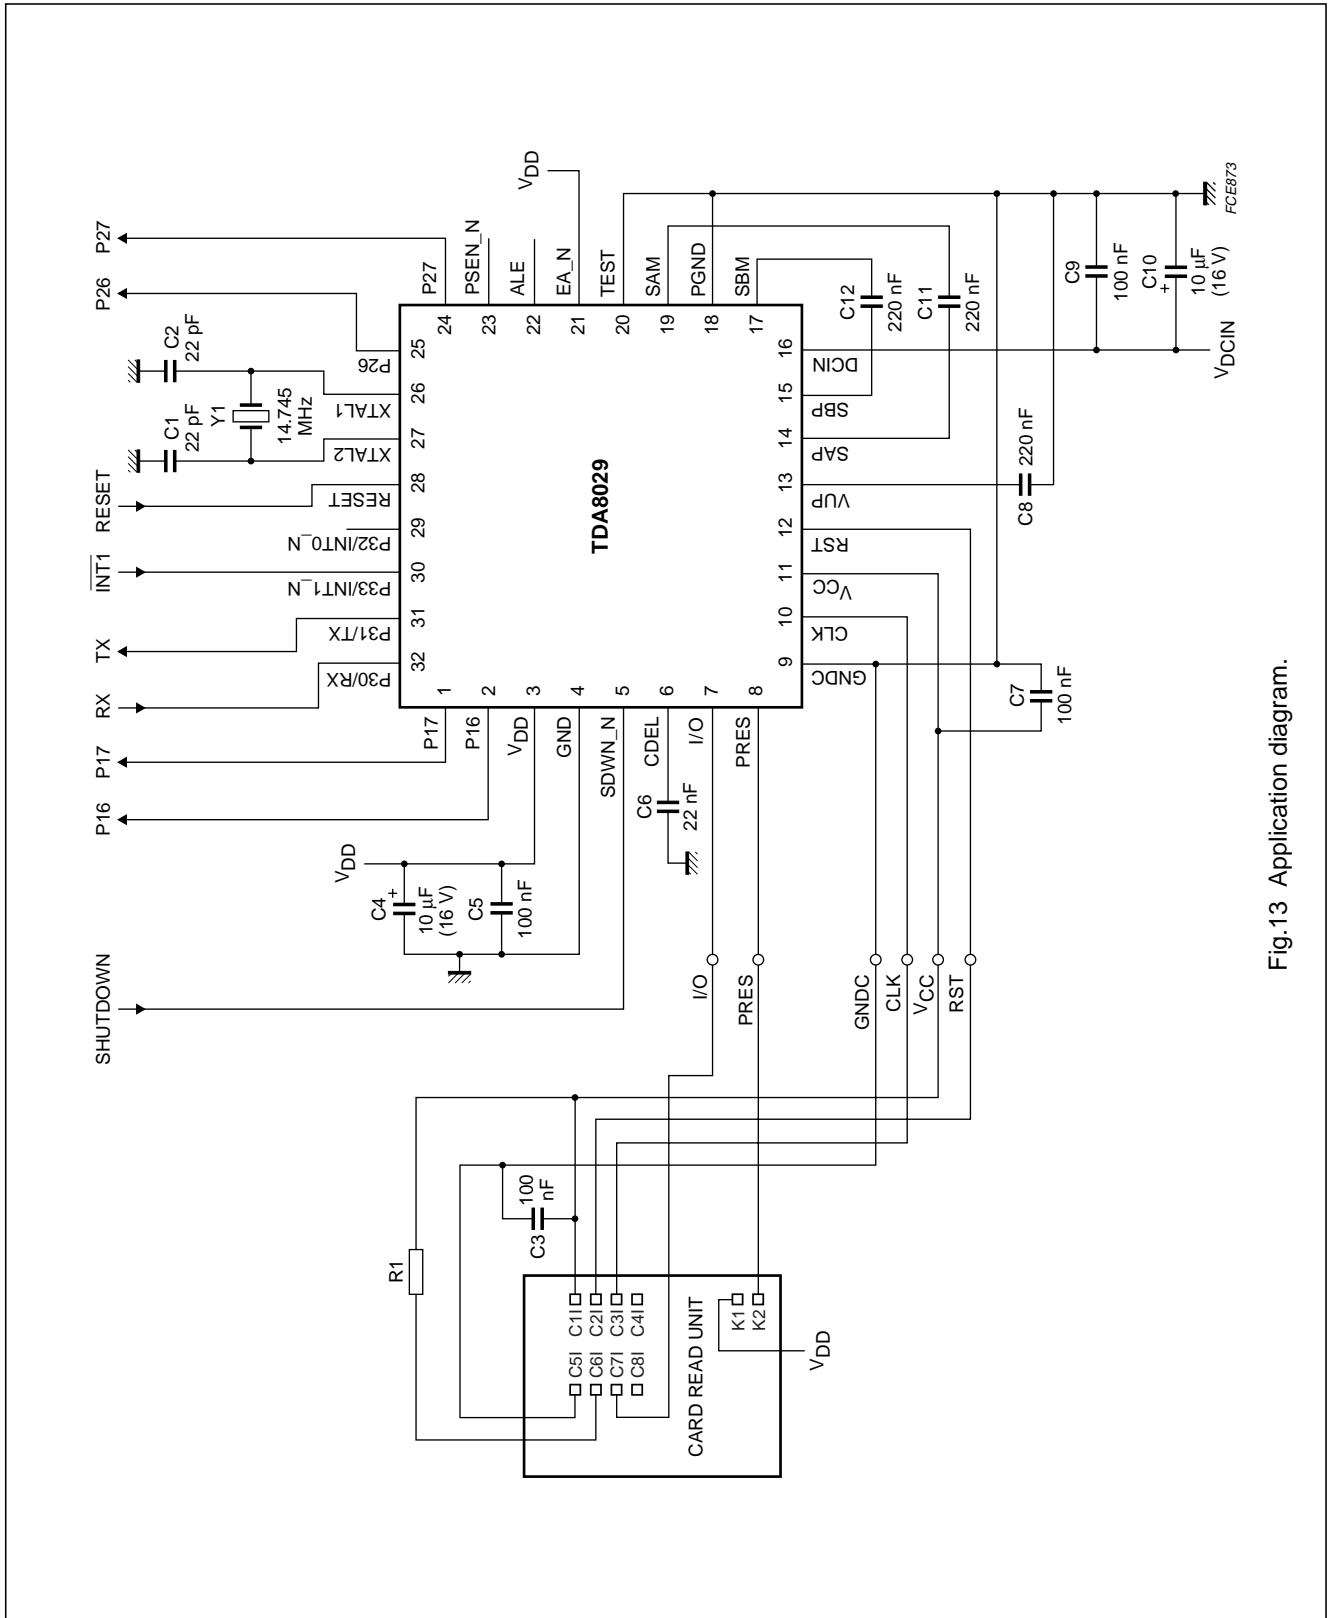 SHUTDOWN
P16
P17
RX
TX
INT1
RESET
P26
P27
C1
22 pF
C2
22 pF
Y1
14.745
MHz
VDD
VDD
C4
+
10 µF
(16 V)
C5
100 nF
P30/RX
32
P31/TX
31
P33/INT1_N
30
P32/INT0_N
29
RESET
28
XTAL2
27
XTAL1
26
P26
25
P17
1
P16
2
VDD
3
GND
4
SDWN_N
5
CDEL
6
I/O
7
PRES
8
TDA8029
24
P27
23
PSEN_N
22
ALE
21
EA_N
20
TEST
19
SAM
18
PGND
17
SBM
9
GNDC
10
CLK
11
VCC
12
RST
13
VUP
14
SAP
15
SBP
16
DCIN
C6
22 nF
C12
220 nF
C11
220 nF
C8
220 nF
C7
100 nF
C9
100 nF
C10
+
10 µF
(16 V)
VDCIN
FCE873
I/O
PRES
GNDC
CLK
VCC
RST
R1
C3
100
nF
C5I
C1I
C6I
C2I
C7I
C3I
C8I
C4I
CARD READ UNIT
K1
K2
VDD
Fig.13 Application diagram.